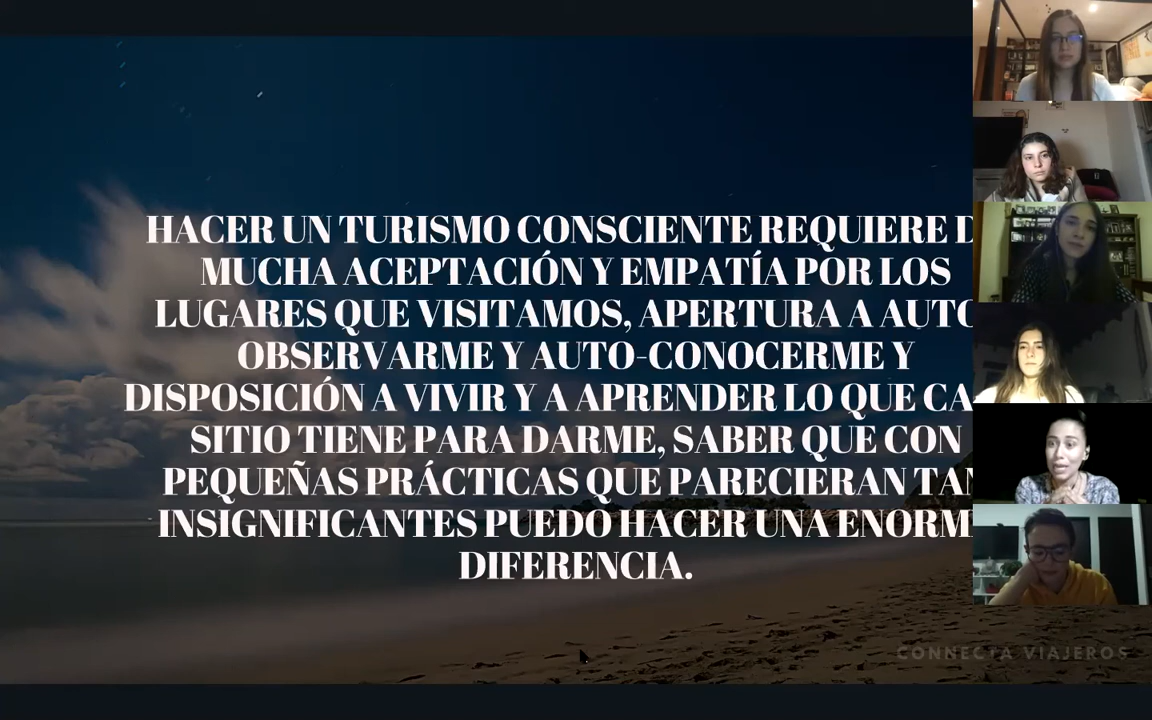 HACER UN TURISMO CONSCIENTE REQUIERE
MUCHA ACEPTACIÓN Y EMPATÍA POR LOS
LUGARES QUE VISITAMOS, APERTURA A AUTO
OBSERVARME Y AUTO-CONOCERME Y
DISPOSICIÓN A VIVIR Y A APRENDER LO QUE
SITIO TIENE PARA DARME, SABER QUE CON
PEQUEÑAS PRÁCTICAS QUE PARECIERAN TAN
INSIGNIFICANTES PUEDO HACER UNA ENORM
DIFERENCIA.
CONNECTA VIAJEROS